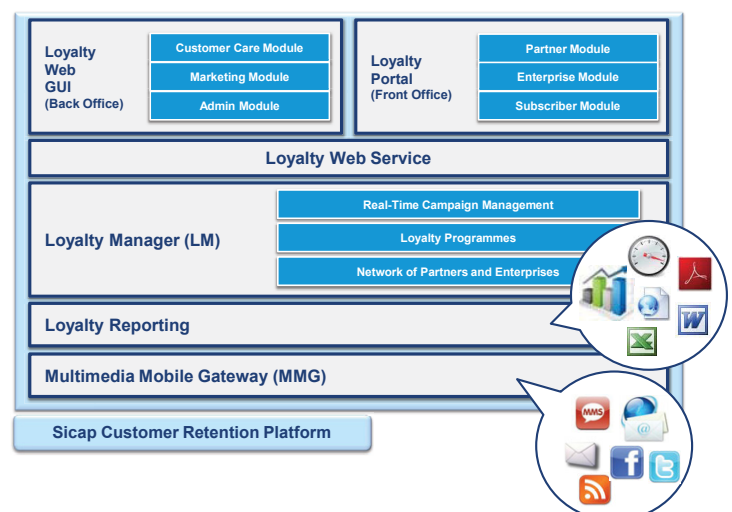 Loyalty
Web
GUI
(Back Office)
Customer Care Module
Marketing Module
Admin Module
Loyalty
Portal
(Front Office)
Partner Module
Enterprise Module
Subscriber Module
Loyalty Web Service
Loyalty Manager (LM)
Real-Time Campaign Management
Loyalty Programmes
Network of Partners and Enterprises
Loyalty Reporting
Multimedia Mobile Gateway (MMG)
MMS
@
Sicap Customer Retention Platform